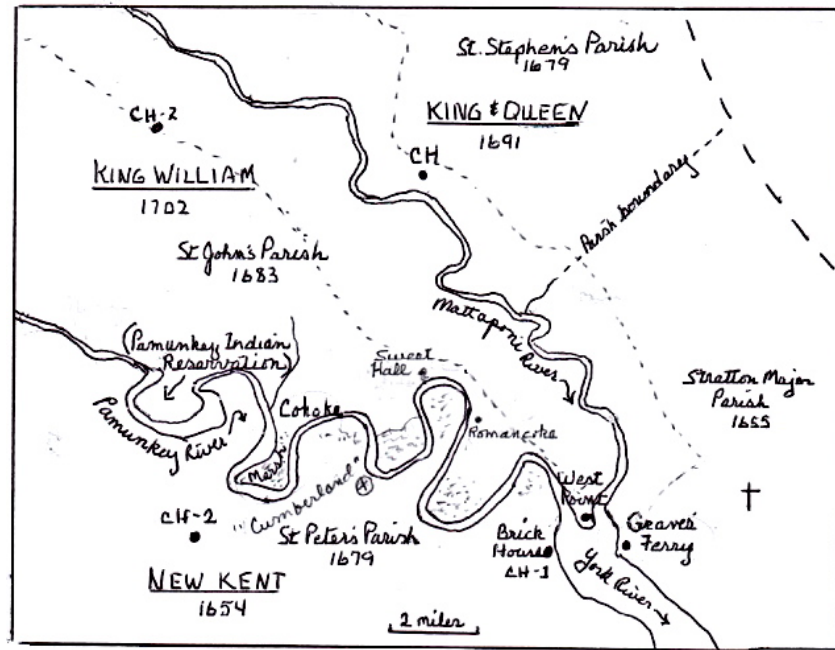 St. Stephen's Parish
1679
CH-2
KING & QUEEN
1691
CH
KING WILLIAM
1702
Parish boundary
St John's Parish
1683
Mattaponi River
(Pamunkey Indian
Reservation)
Pamunkey River
Sweet
Hall
Stratton Major
Parish
1655
Cohoke
Romancoke
Marsh
"Cumberland"
West
Point
CH-2
St Peter's Parish
1679
Brick
House
CH-1
Graves'
Ferry
NEW KENT
1654
York River
2 miles